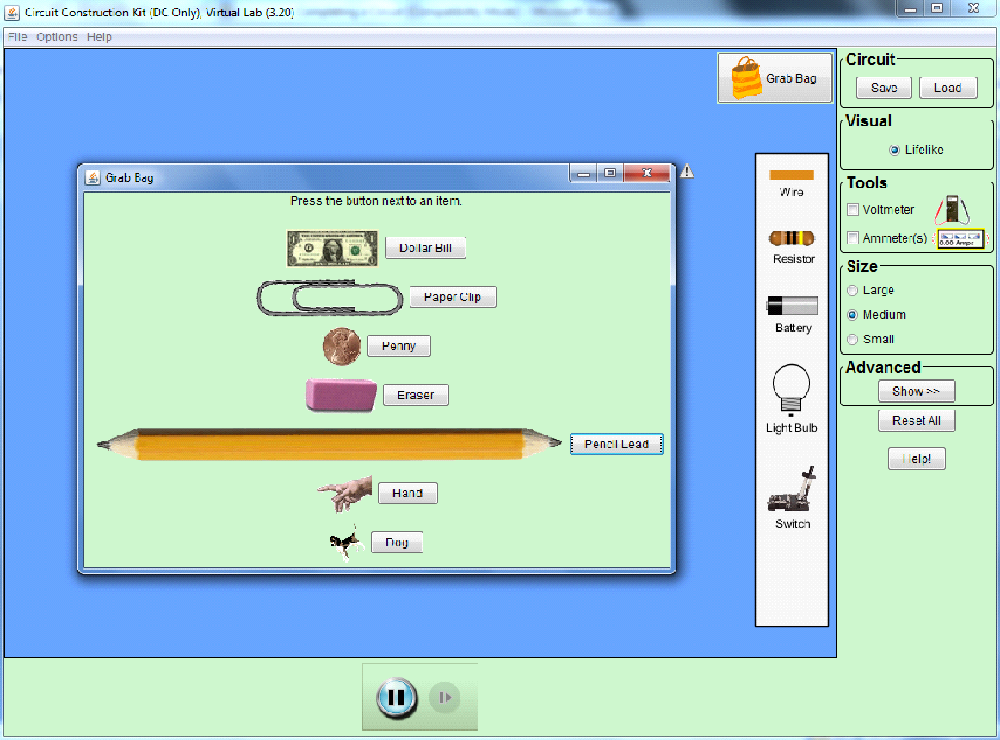 Circuit Construction Kit (DC Only), Virtual Lab (3.20)
File Options Help
Grab Bag
Circuit
Save Load
Visual
Lifelike
Tools
Voltmeter
Ammeter(s)
0.00 Amps
Size
Large
Medium
Small
Advanced
Show >>
Reset All
Help!
Wire
Resistor
Battery
Light Bulb
Switch
Grab Bag
Press the button next to an item.
Dollar Bill
Paper Clip
Penny
Eraser
Pencil Lead
Hand
Dog